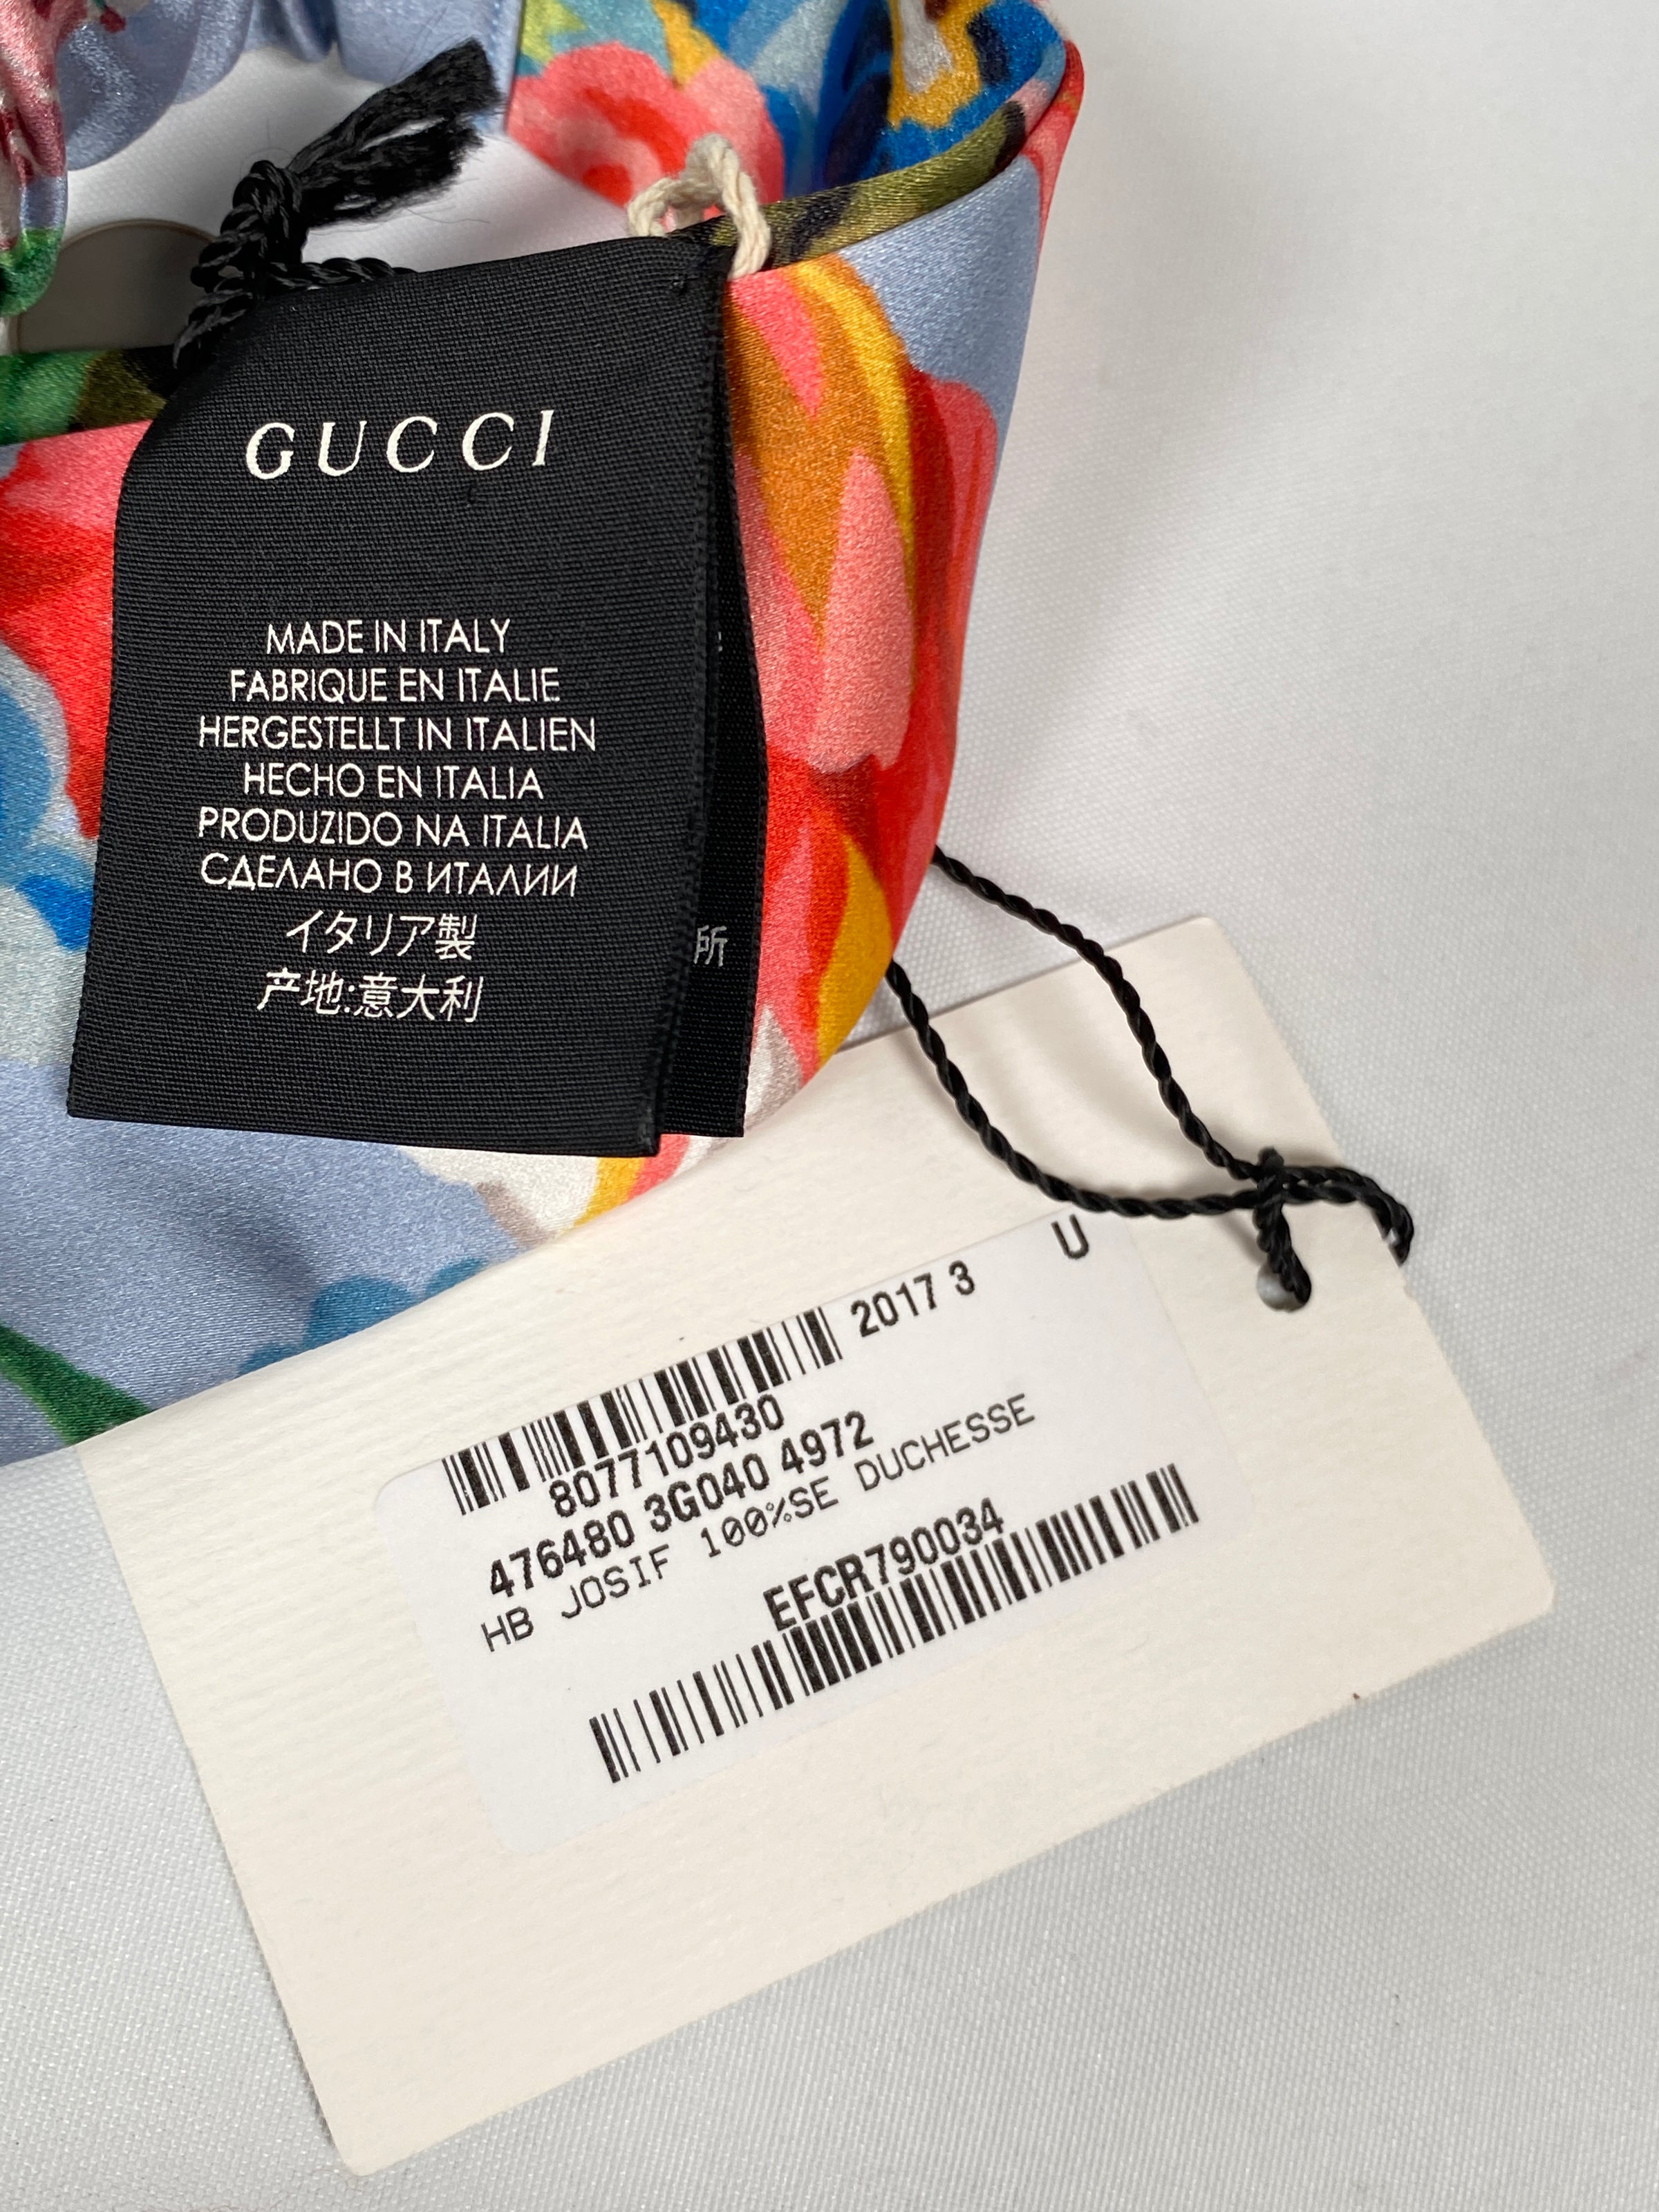 GUCCI
MADE IN ITALY
FABRIQUE EN ITALIE
HERGESTELLT IN ITALIEN
HECHO EN ITALIA
PRODUZIDO NA ITALIA
СДЕЛАНО В ИТАЛИИ
イタリア製
产地:意大利
所
U
2017 3
8077109430
476480 3G040 4972
HB JOSIF 100%SE DUCHESSE
EFCR790034